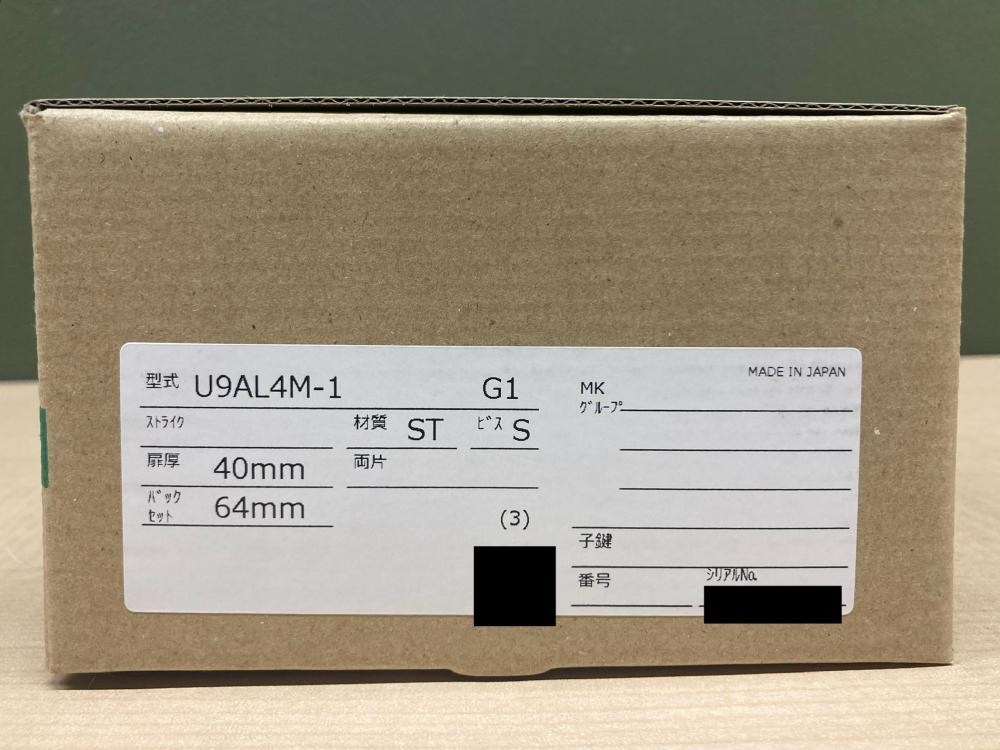 型式 U9AL4M-1 G1
ストライク
材質 ST ビス S
扉厚 40mm
両片
バックセット 64mm
(3)
MADE IN JAPAN
MK
グループ
子鍵
番号
シリアルNo.